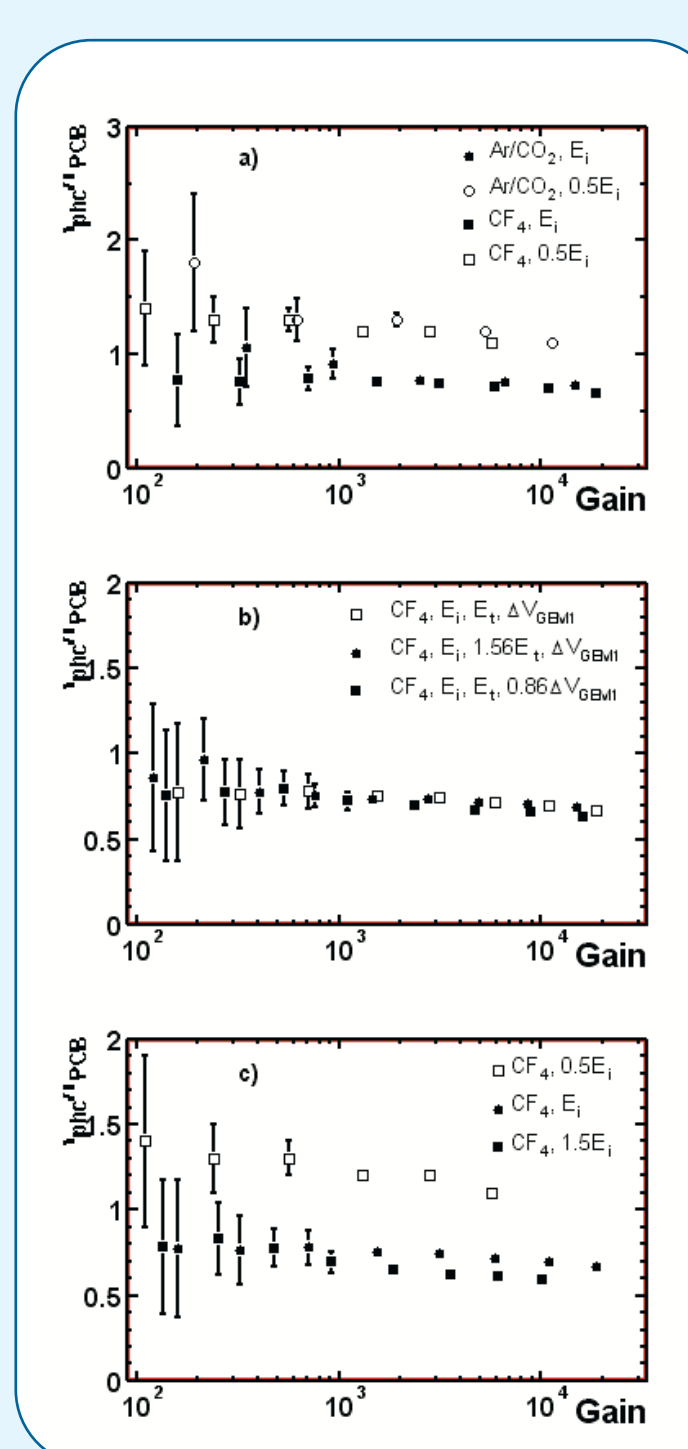 3
2
1
0
a)
Ar/CO2, Ei
Ar/CO2, 0.5Ei
CF4, Ei
CF4, 0.5Ei
10^2
10^3
10^4
Gain
2
1.5
1
0.5
0
b)
CF4, Ei, Et, ΔVGEM1
CF4, Ei, 1.56Et, ΔVGEM1
CF4, Ei, Et, 0.86ΔVGEM1
10^2
10^3
10^4
Gain
2
1.5
1
0.5
0
c)
CF4, 0.5Ei
CF4, Ei
CF4, 1.5Ei
10^2
10^3
10^4
Gain